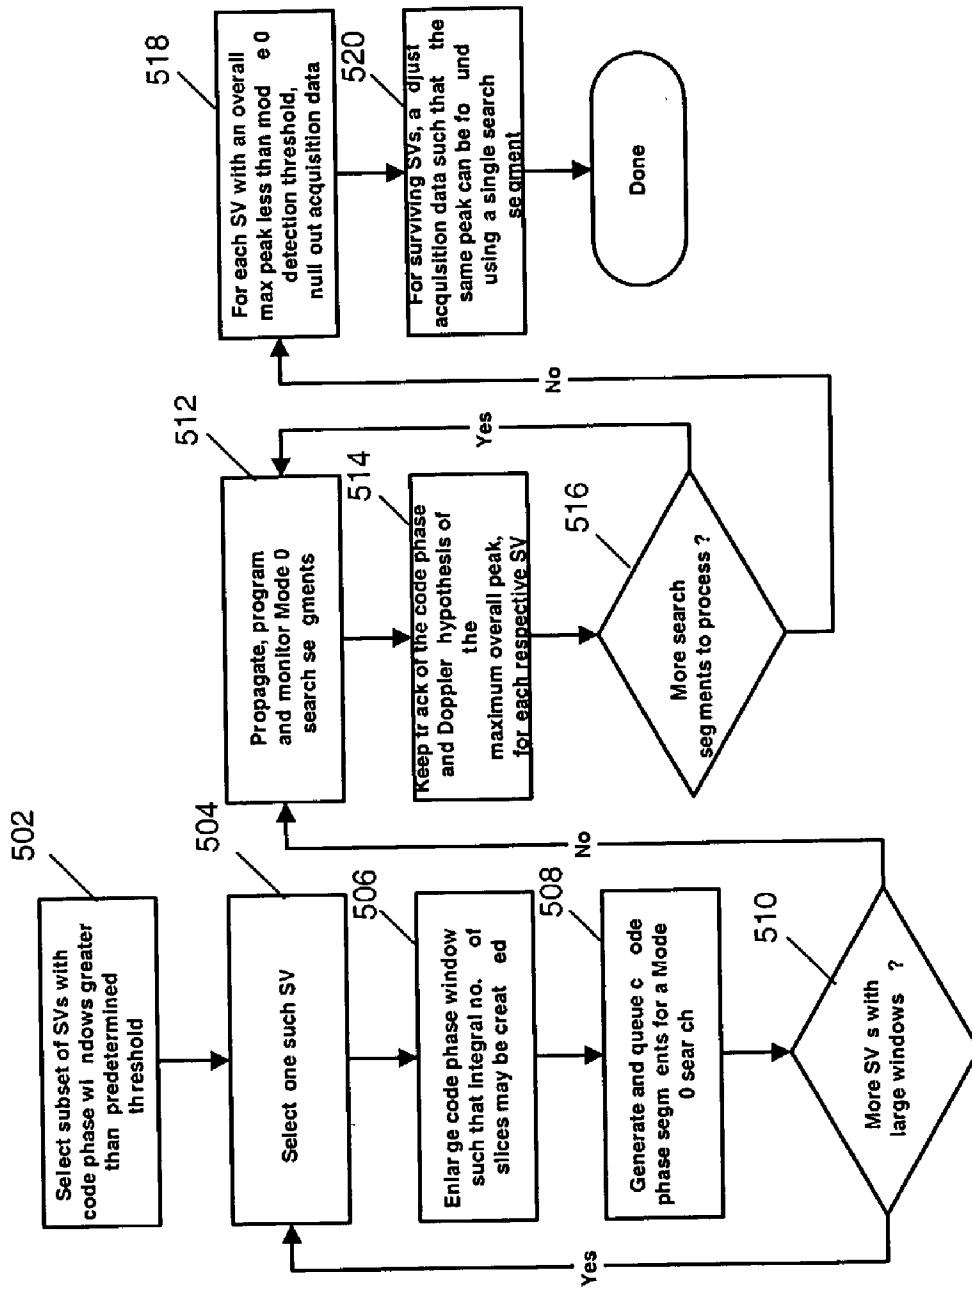 502
Select subset of SVs with
code phase wi ndows greater
than predetermined
threshold
504
Select one such SV
506
Enlar ge code phase window
such that integral no. of
slices may be creat ed
508
Generate and queue c ode
phase segm ents for a Mode
0 sear ch
510
More SV s with
large windows ?
Yes
No
512
Propagate, program
and monitor Mode 0
search se gments
514
Keep tr ack of the code phase
and Doppler hypothesis of
the
maximum overall peak,
for each respective SV
516
More search
seg ments to process ?
Yes
No
518
For each SV with an overall
max peak less than mod e 0
detection threshold,
null out acquisition data
520
For surviving SVs, a djust
acquisition data such that the
same peak can be fo und
using a single search
se gment
Done